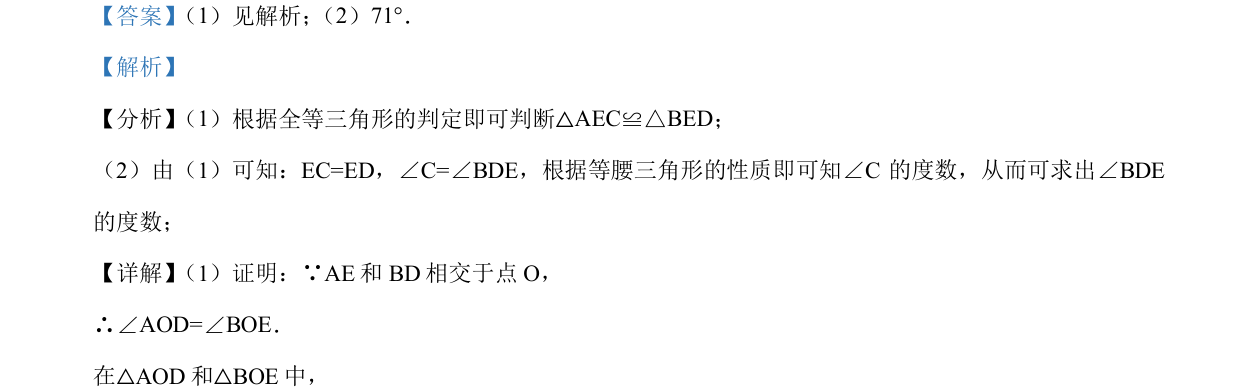 【答案】（1）见解析；（2）71°．
【解析】
【分析】（1）根据全等三角形的判定即可判断△AEC≌△BED；
（2）由（1）可知：EC=ED，∠C=∠BDE，根据等腰三角形的性质即可知∠C 的度数，从而可求出∠BDE
的度数；
【详解】（1）证明：∵AE 和 BD 相交于点 O，
∴∠AOD=∠BOE．
在△AOD 和△BOE 中，